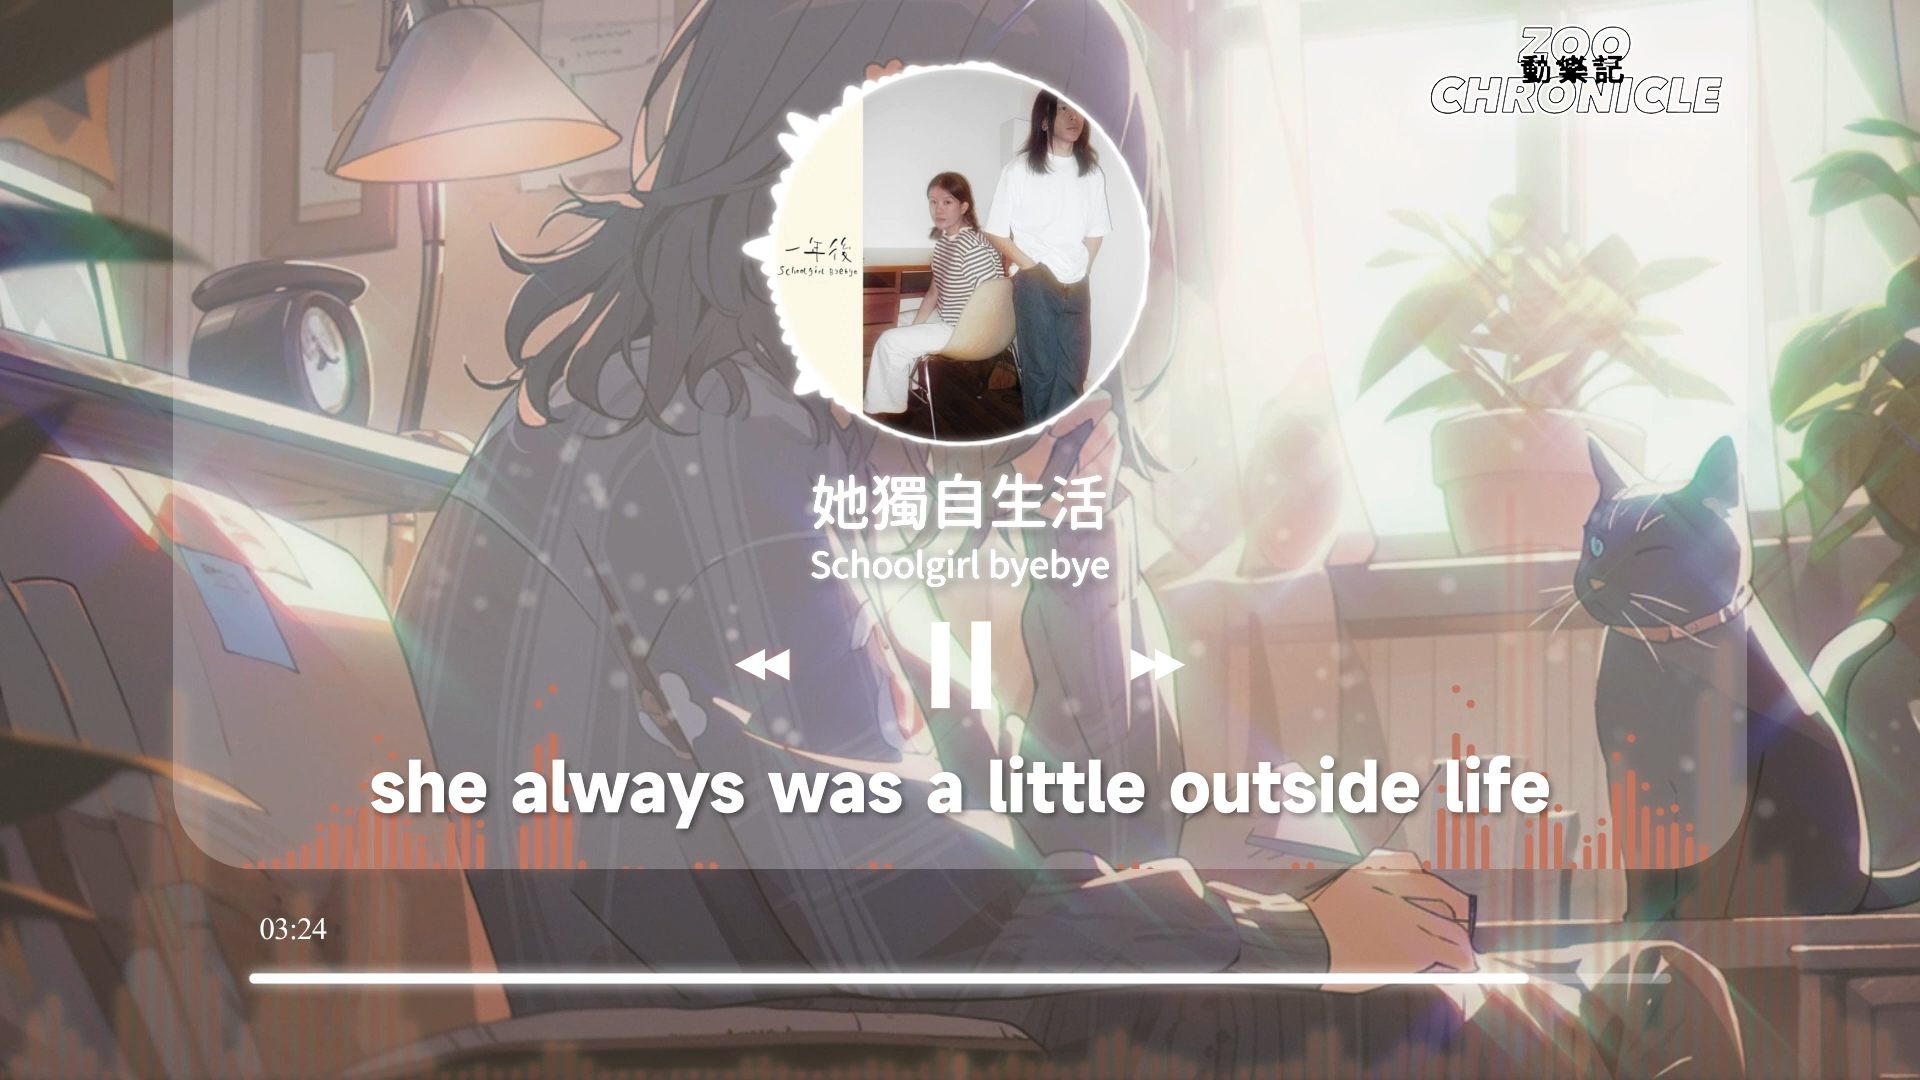 ZOO
動樂記
CHRONICLE
一年後
Schoolgirl Byebye
她獨自生活
Schoolgirl byebye
she always was a little outside life
03:24